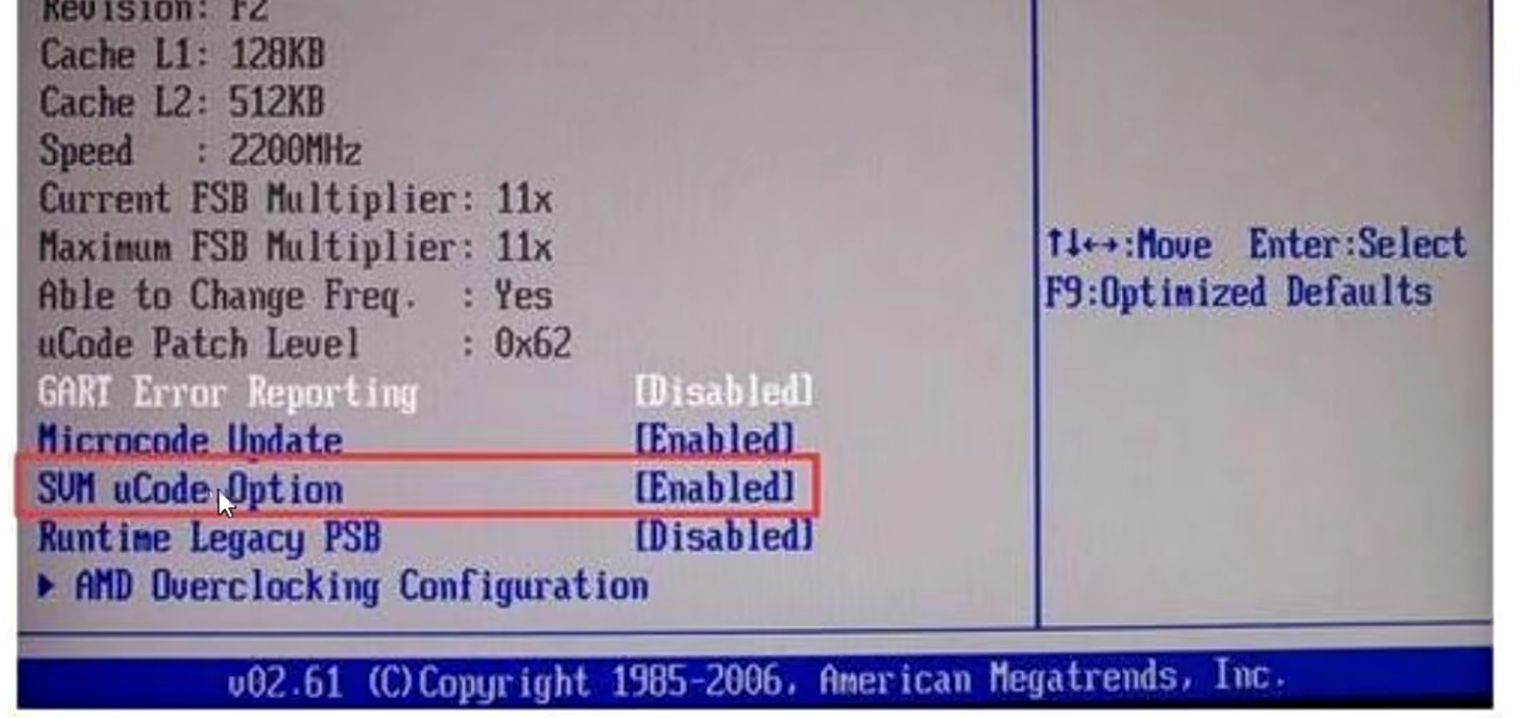 Revision: F2
Cache L1: 128KB
Cache L2: 512KB
Speed   : 2200MHz
Current FSB Multiplier: 11x
Maximum FSB Multiplier: 11x
Able to Change Freq.  : Yes
uCode Patch Level     : 0x62
GART Error Reporting [Disabled]
Microcode Update [Enabled]
SVM uCode Option [Enabled]
Runtime Legacy PSB [Disabled]
▶ AMD Overclocking Configuration
↑↓←→:Move  Enter:Select
F9:Optimized Defaults
v02.61 (C)Copyright 1985-2006, American Megatrends, Inc.